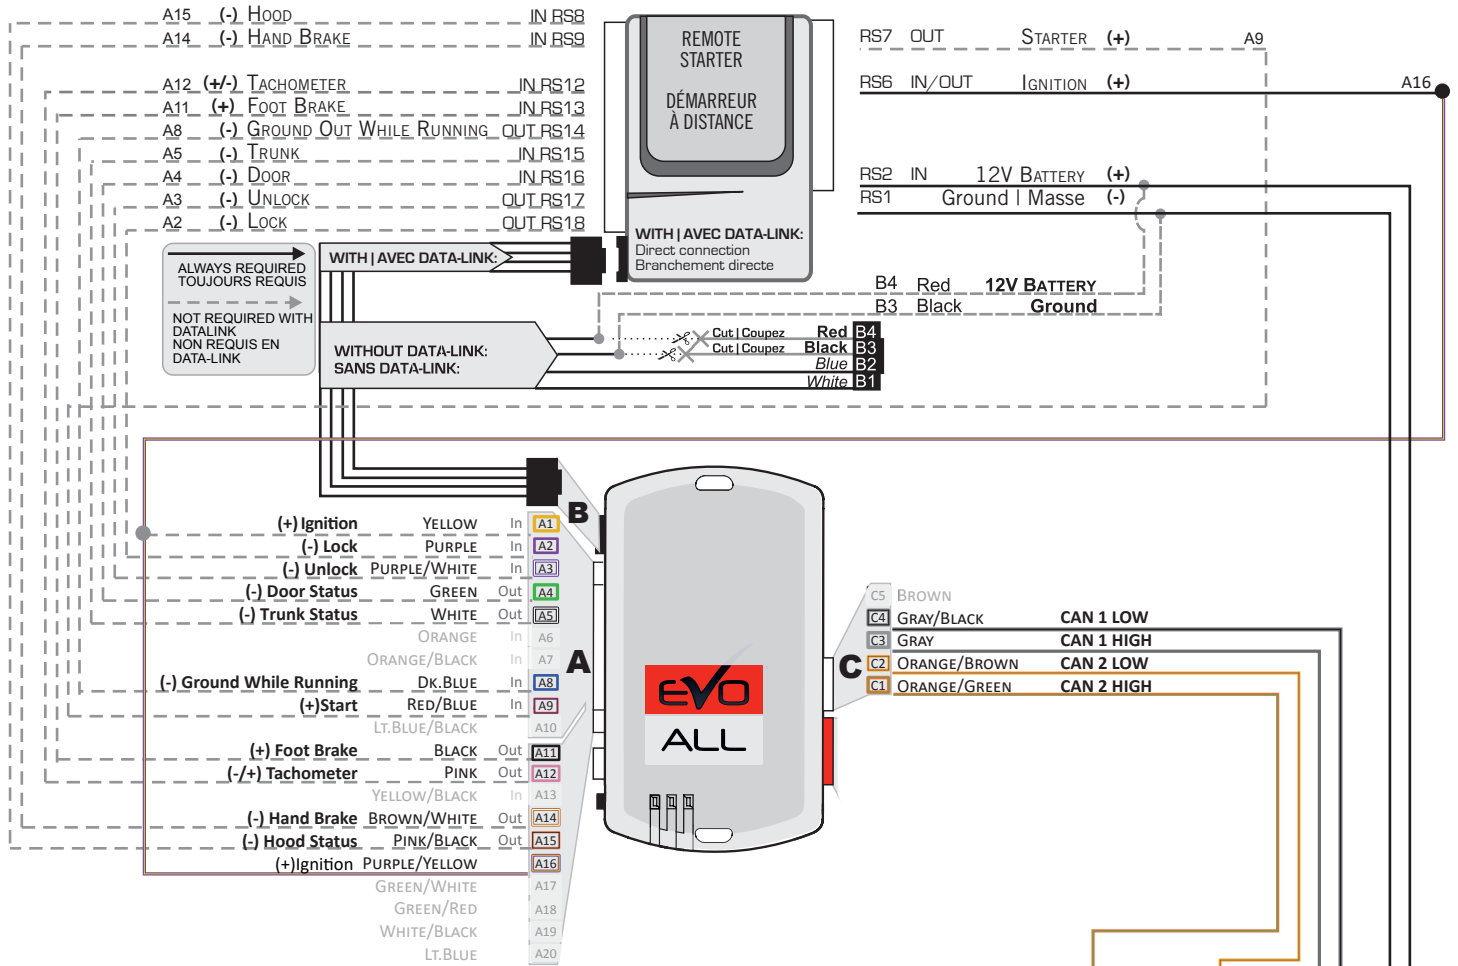 A15 (-) HOOD IN RS8
A14 (-) HAND BRAKE IN RS9
A12 (+/-) TACHOMETER IN RS12
A11 (+) FOOT BRAKE IN RS13
A8 (-) GROUND OUT WHILE RUNNING OUT RS14
A5 (-) TRUNK IN RS15
A4 (-) DOOR IN RS16
A3 (-) UNLOCK OUT RS17
A2 (-) LOCK OUT RS18
REMOTE
STARTER
DÉMARREUR
À DISTANCE
WITH | AVEC DATA-LINK:
Direct connection
Branchement directe
RS7 OUT STARTER (+) A9
RS6 IN/OUT IGNITION (+) A16
RS2 IN 12V BATTERY (+)
RS1 Ground | Masse (-)
ALWAYS REQUIRED
TOUJOURS REQUIS
NOT REQUIRED WITH
DATALINK
NON REQUIS EN
DATA-LINK
WITH | AVEC DATA-LINK:
B4 Red 12V BATTERY
B3 Black Ground
WITHOUT DATA-LINK:
SANS DATA-LINK:
Cut | Coupez Red B4
Cut | Coupez Black B3
Blue B2
White B1
B
(+) Ignition YELLOW In A1
(-) Lock PURPLE In A2
(-) Unlock PURPLE/WHITE In A3
(-) Door Status GREEN Out A4
(-) Trunk Status WHITE Out A5
ORANGE In A6
ORANGE/BLACK In A7
A
(-) Ground While Running DK.BLUE In A8
(+)Start RED/BLUE In A9
LT.BLUE/BLACK A10
(+) Foot Brake BLACK Out A11
(-/+) Tachometer PINK Out A12
YELLOW/BLACK In A13
(-) Hand Brake BROWN/WHITE Out A14
(-) Hood Status PINK/BLACK Out A15
(+)Ignition PURPLE/YELLOW A16
GREEN/WHITE A17
GREEN/RED A18
WHITE/BLACK A19
LT.BLUE A20
EVO
ALL
C
C5 BROWN
C4 GRAY/BLACK CAN 1 LOW
C3 GRAY CAN 1 HIGH
C2 ORANGE/BROWN CAN 2 LOW
C1 ORANGE/GREEN CAN 2 HIGH